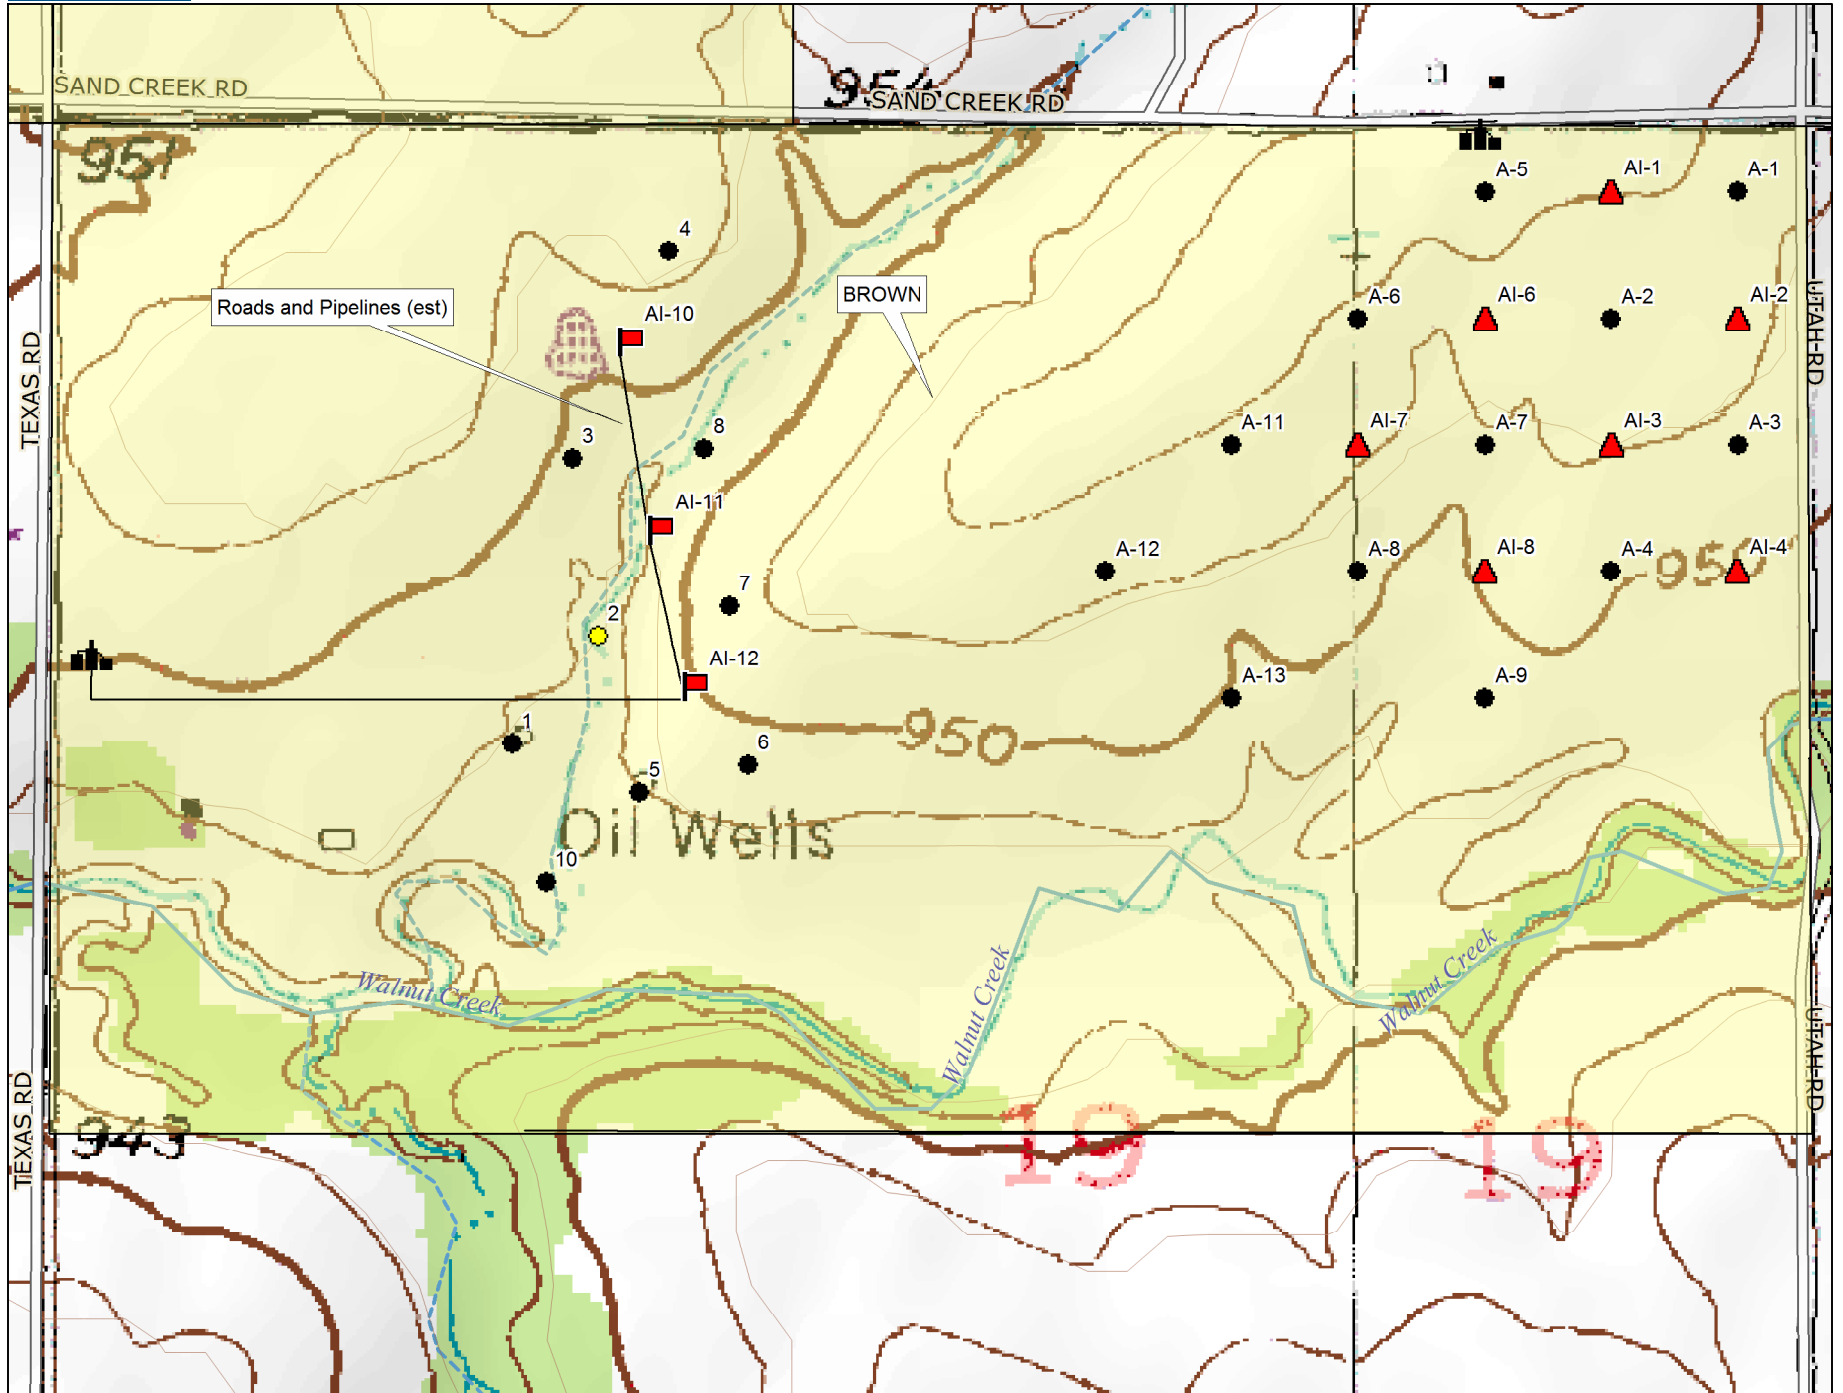 SAND CREEK RD
954
SAND CREEK RD
951
A-5
AI-1
A-1
4
Roads and Pipelines (est)
AI-10
BROWN
A-6
AI-6
A-2
AI-2
UTAH RD
TEXAS RD
3
8
A-11
AI-7
A-7
AI-3
A-3
AI-11
A-12
A-8
AI-8
A-4
950
AI-4
7
2
AI-12
A-13
A-9
1
6
950
5
Oil Wells
10
Walnut Creek
Walnut Creek
Walnut Creek
UTAH RD
TEXAS RD
943
19
19